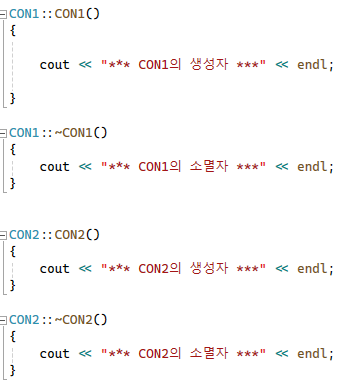 CON1::CON1()
{
cout << "*** CON1의 생성자 ***" << endl;
}
CON1::~CON1()
{
cout << "*** CON1의 소멸자 ***" << endl;
}
CON2::CON2()
{
cout << "*** CON2의 생성자 ***" << endl;
}
CON2::~CON2()
{
cout << "*** CON2의 소멸자 ***" << endl;
}